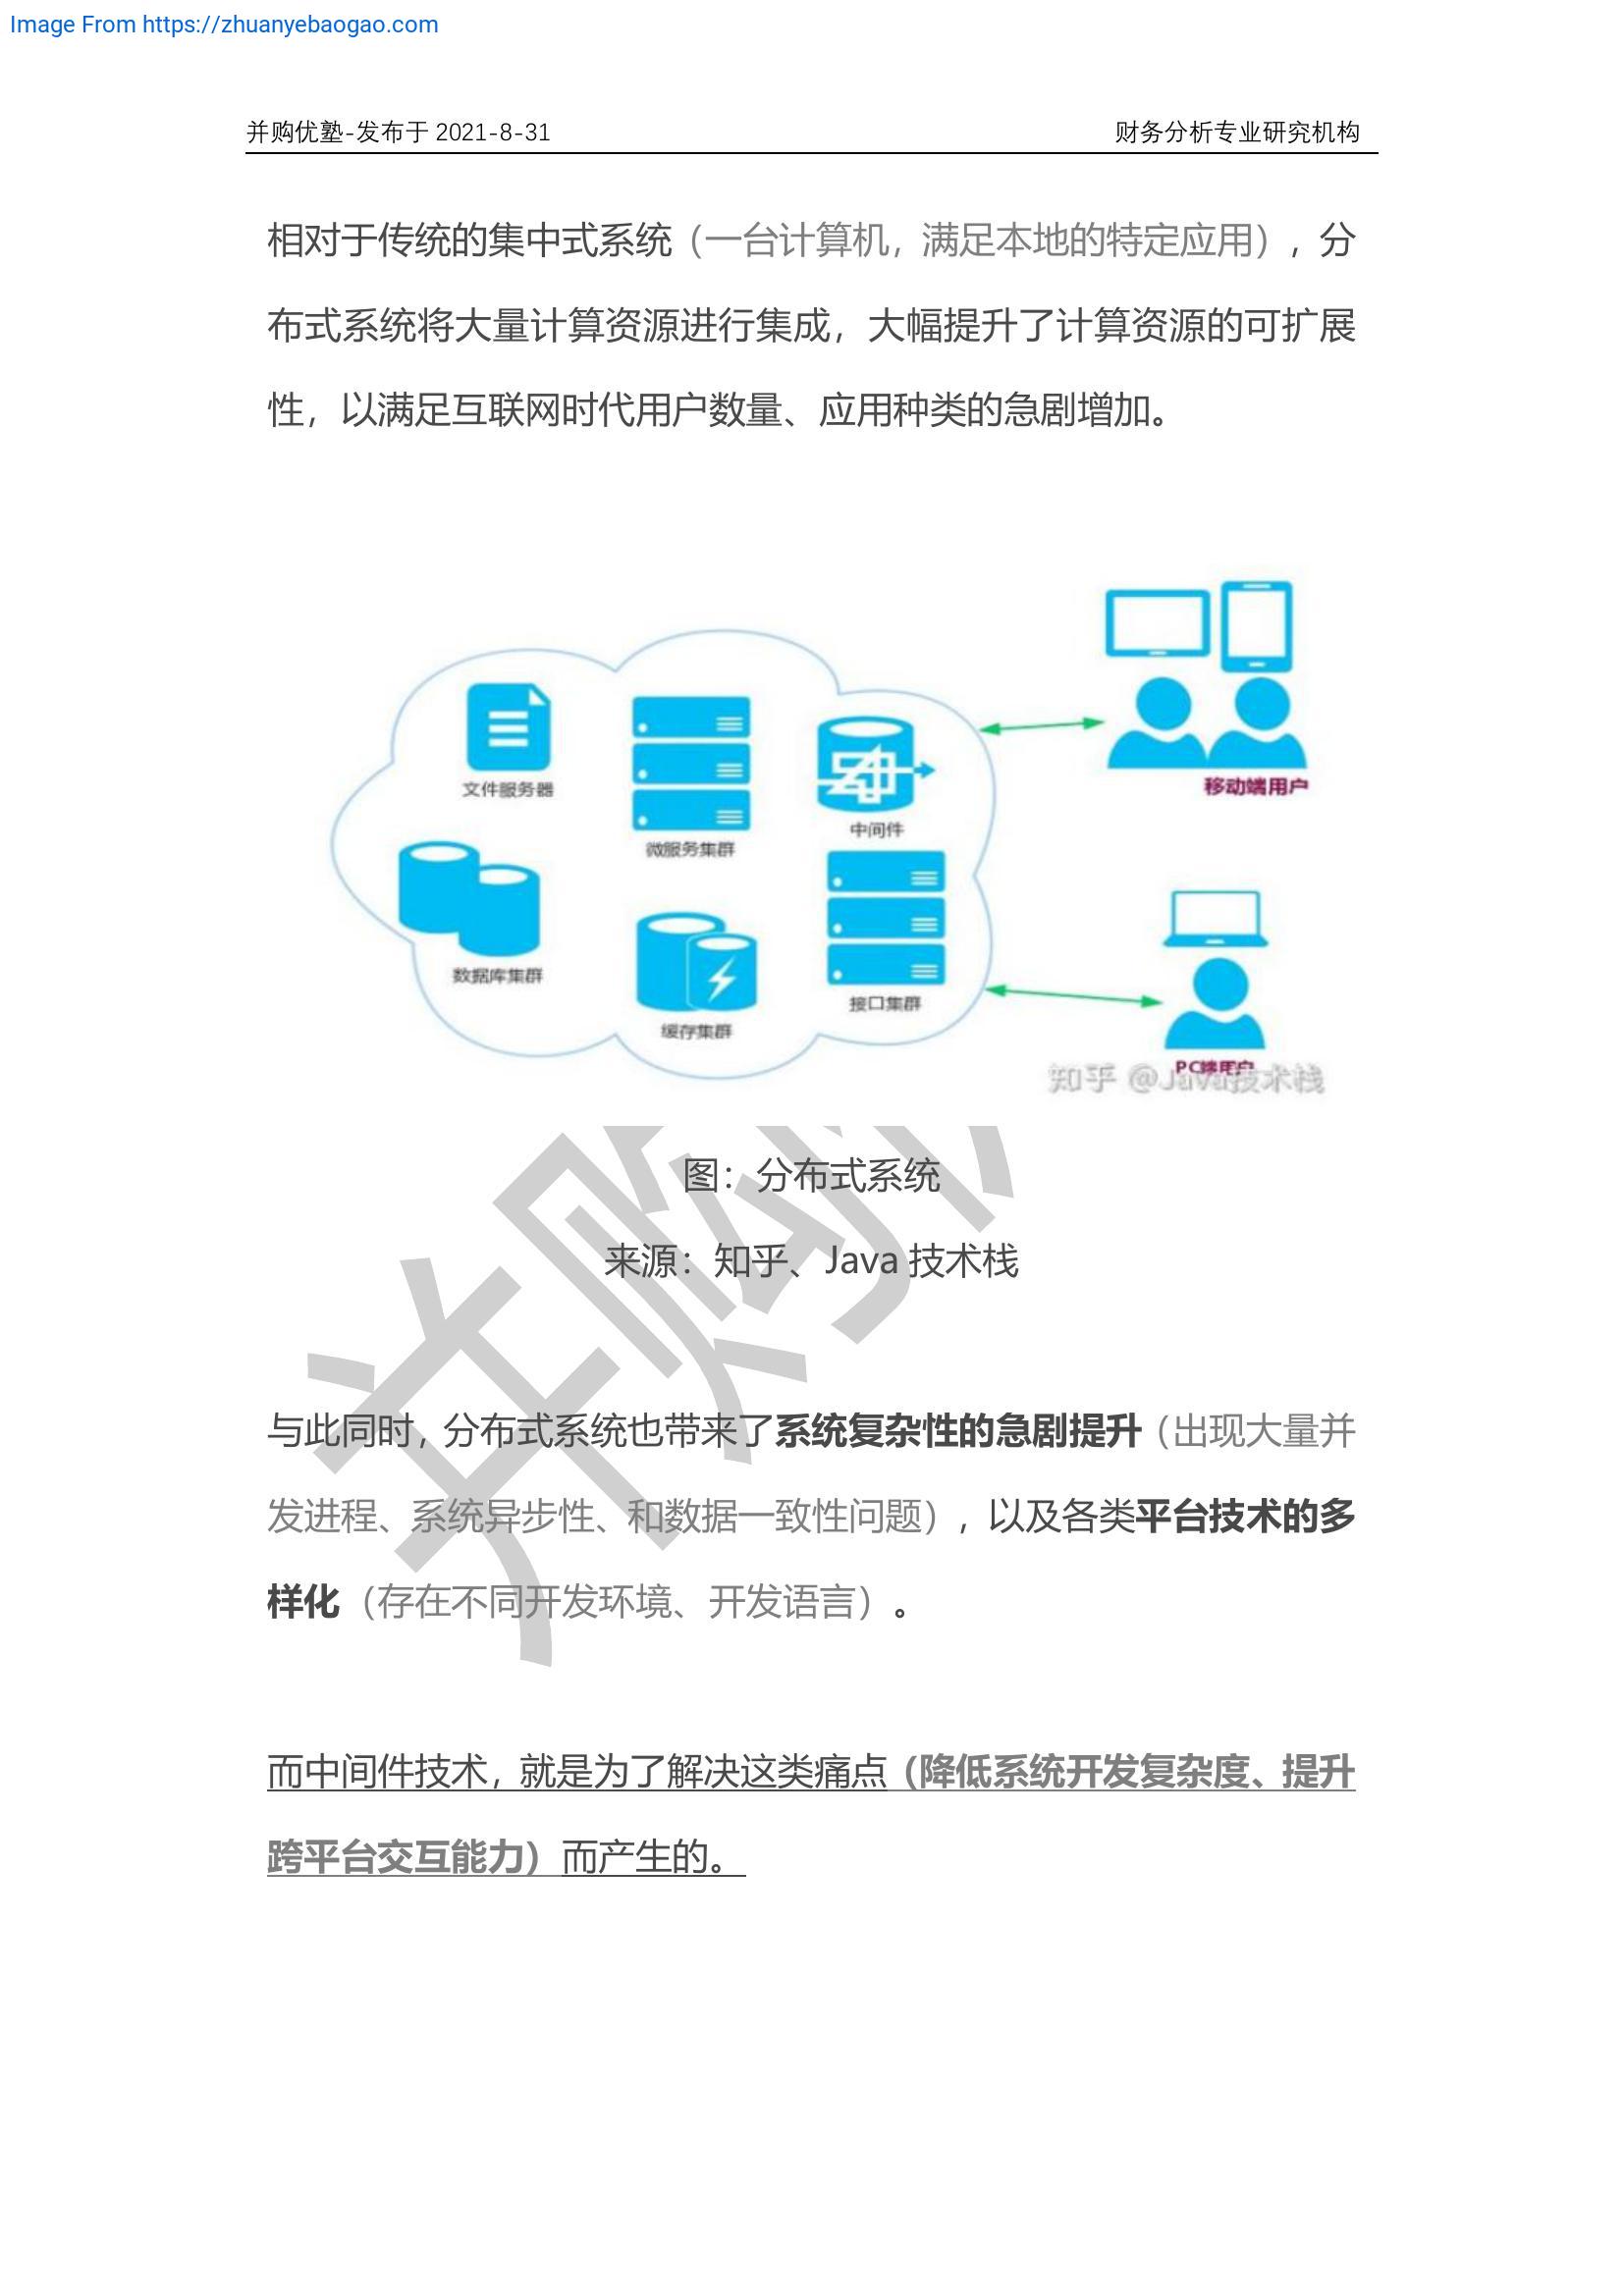 Image From https://zhuanyebaogao.com
并购优塾-发布于 2021-8-31
财务分析专业研究机构
相对于传统的集中式系统（一台计算机，满足本地的特定应用），分
布式系统将大量计算资源进行集成，大幅提升了计算资源的可扩展
性，以满足互联网时代用户数量、应用种类的急剧增加。
文件服务器
微服务集群
中间件
移动端用户
数据库集群
缓存集群
接口集群
PC端用户
知乎 @Java技术栈
图：分布式系统
来源：知乎、Java 技术栈
与此同时，分布式系统也带来了系统复杂性的急剧提升（出现大量并
发进程、系统异步性、和数据一致性问题），以及各类平台技术的多
样化（存在不同开发环境、开发语言）。
而中间件技术，就是为了解决这类痛点（降低系统开发复杂度、提升
跨平台交互能力）而产生的。
并购